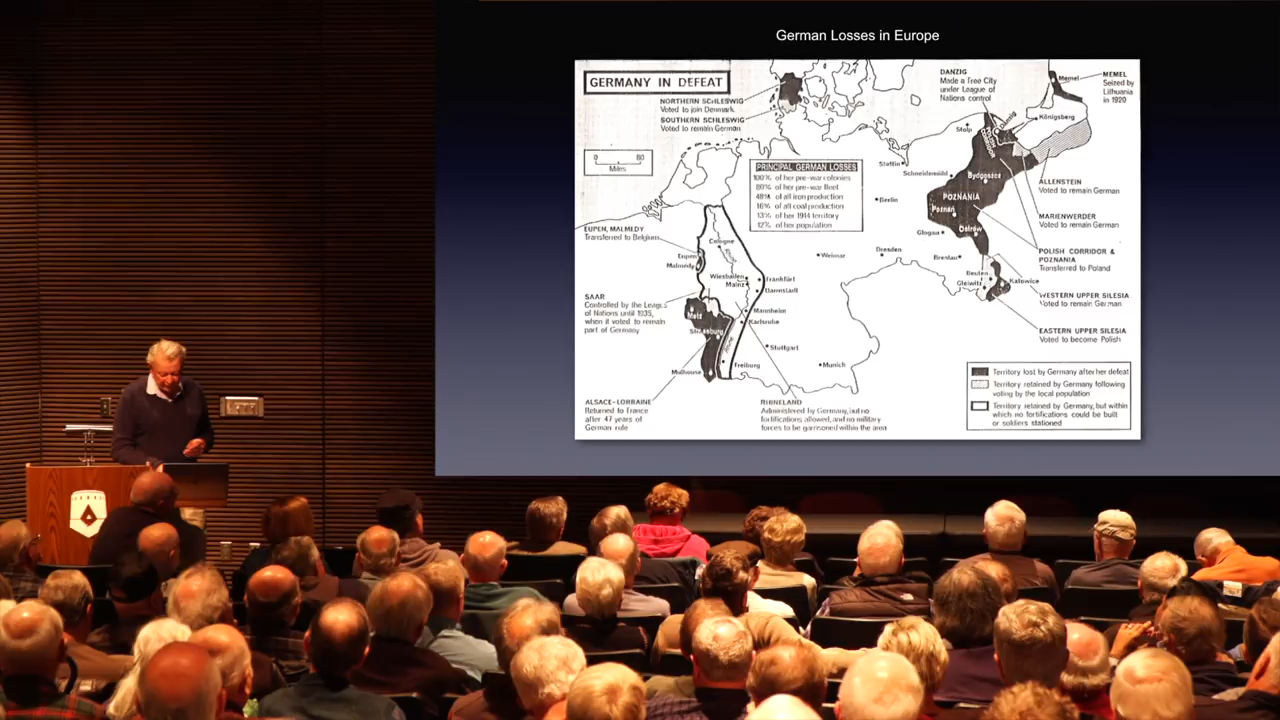 German Losses in Europe
GERMANY IN DEFEAT
NORTHERN SCHLESWIG
Voted to join Denmark
SOUTHERN SCHLESWIG
Voted to remain German
DANZIG
Made a Free City
under League of
Nations control
Memel
MEMEL
Seized by
Lithuania
in 1920
Königsberg
Danzig
Stolp
0 80
Miles
PRINCIPAL GERMAN LOSSES
100% of her pre-war colonies
80% of her pre-war fleet
48% of all iron production
16% of all coal production
13% of her 1914 territory
12% of her population
Stettin
Schneidemühl
Bydgoszcz
Berlin
POZNANIA
Poznan
Glogau
Ostrów
ALLENSTEIN
Voted to remain German
MARIENWERDER
Voted to remain German
EUPEN, MALMEDY
Transferred to Belgium
Cologne
Eupen
Malmedy
Weimar
Dresden
Breslau
POLISH CORRIDOR &
POZNANIA
Transferred to Poland
Wiesbaden
Mainz
Frankfurt
Darmstadt
Beuten
Gleiwitz
Katowice
SAAR
Controlled by the League
of Nations until 1935,
when it voted to remain
part of Germany
Metz
Strassburg
Mannheim
Karlsruhe
Rhine
WESTERN UPPER SILESIA
Voted to remain German
EASTERN UPPER SILESIA
Voted to become Polish
Stuttgart
Munich
Mulhouse
Freiburg
ALSACE-LORRAINE
Returned to France
after 47 years of
German rule
RHINELAND
Administered by Germany, but no
fortifications allowed, and no military
forces to be garrisoned within the area
Territory lost by Germany after her defeat
Territory retained by Germany following
voting by the local population
Territory retained by Germany, but within
which no fortifications could be built
or soldiers stationed